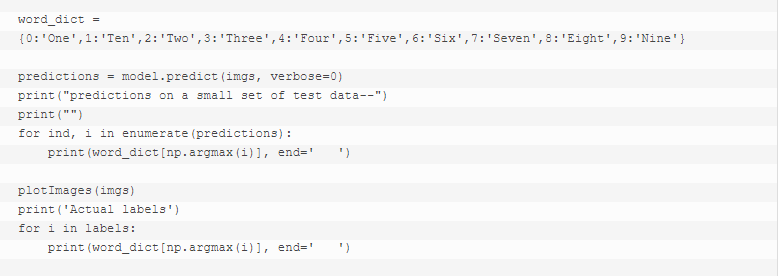 word_dict =
{0:'One',1:'Ten',2:'Two',3:'Three',4:'Four',5:'Five',6:'Six',7:'Seven',8:'Eight',9:'Nine'}
predictions = model.predict(imgs, verbose=0)
print("predictions on a small set of test data--")
print("")
for ind, i in enumerate(predictions):
    print(word_dict[np.argmax(i)], end='   ')
plotImages(imgs)
print('Actual labels')
for i in labels:
    print(word_dict[np.argmax(i)], end='   ')